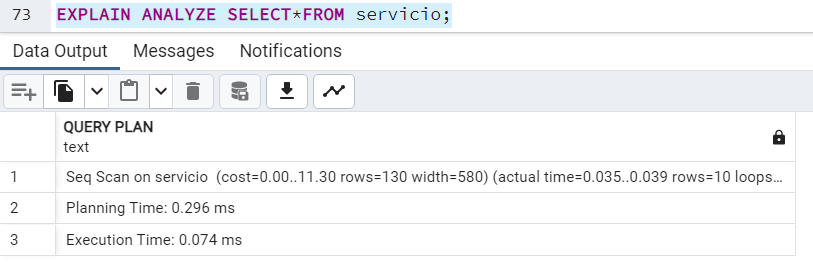 73 EXPLAIN ANALYZE SELECT*FROM servicio;
Data Output Messages Notifications
QUERY PLAN
text
1 Seq Scan on servicio (cost=0.00..11.30 rows=130 width=580) (actual time=0.035..0.039 rows=10 loops...
2 Planning Time: 0.296 ms
3 Execution Time: 0.074 ms